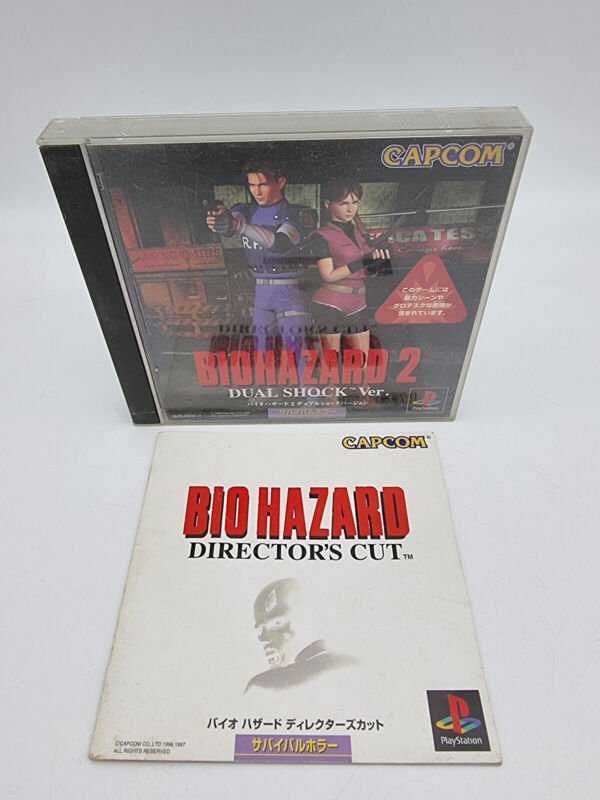 CAPCOM
R.P.
CATESS
Carnegie hove
このゲームには
暴力シーンや
グロテスクな表現が
含まれています。
BIOHAZARD 2
DUAL SHOCK™ Ver.
バイオハザード2 デュアルショックバージョン
サバイバルホラー
PlayStation
CAPCOM
BIO HAZARD
DIRECTOR'S CUT™
バイオ ハザード ディレクターズカット
©CAPCOM CO.,LTD.1996,1997
ALL RIGHTS RESERVED.
サバイバルホラー
PlayStation